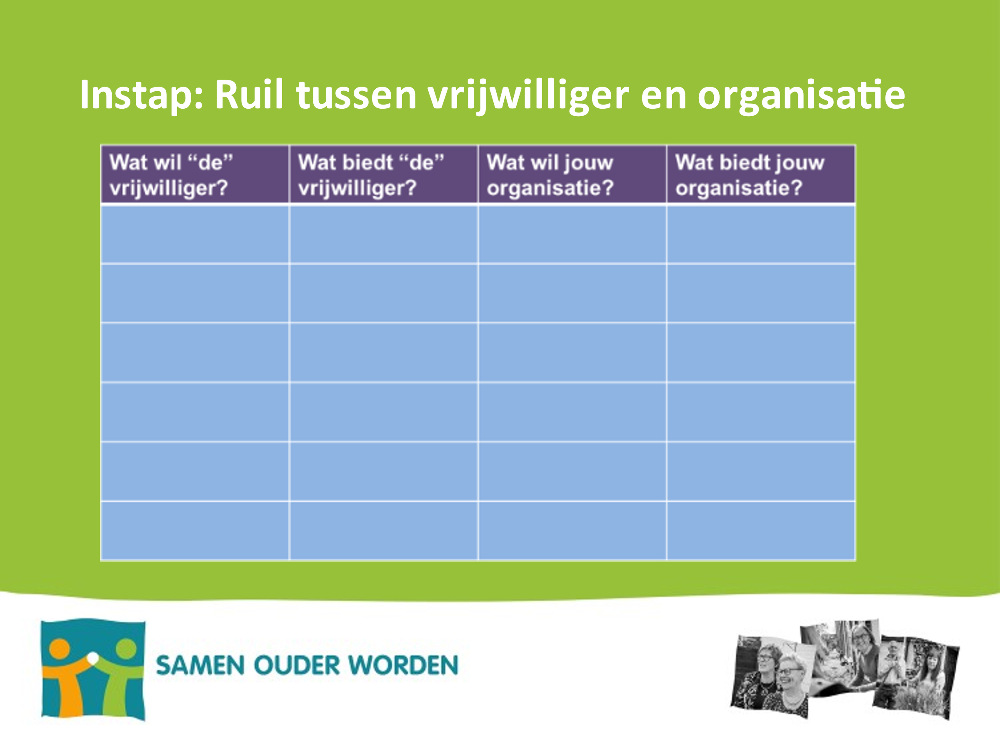 Instap: Ruil tussen vrijwilliger en organisatie
Wat wil “de”
vrijwilliger?
Wat biedt “de”
vrijwilliger?
Wat wil jouw
organisatie?
Wat biedt jouw
organisatie?
SAMEN OUDER WORDEN